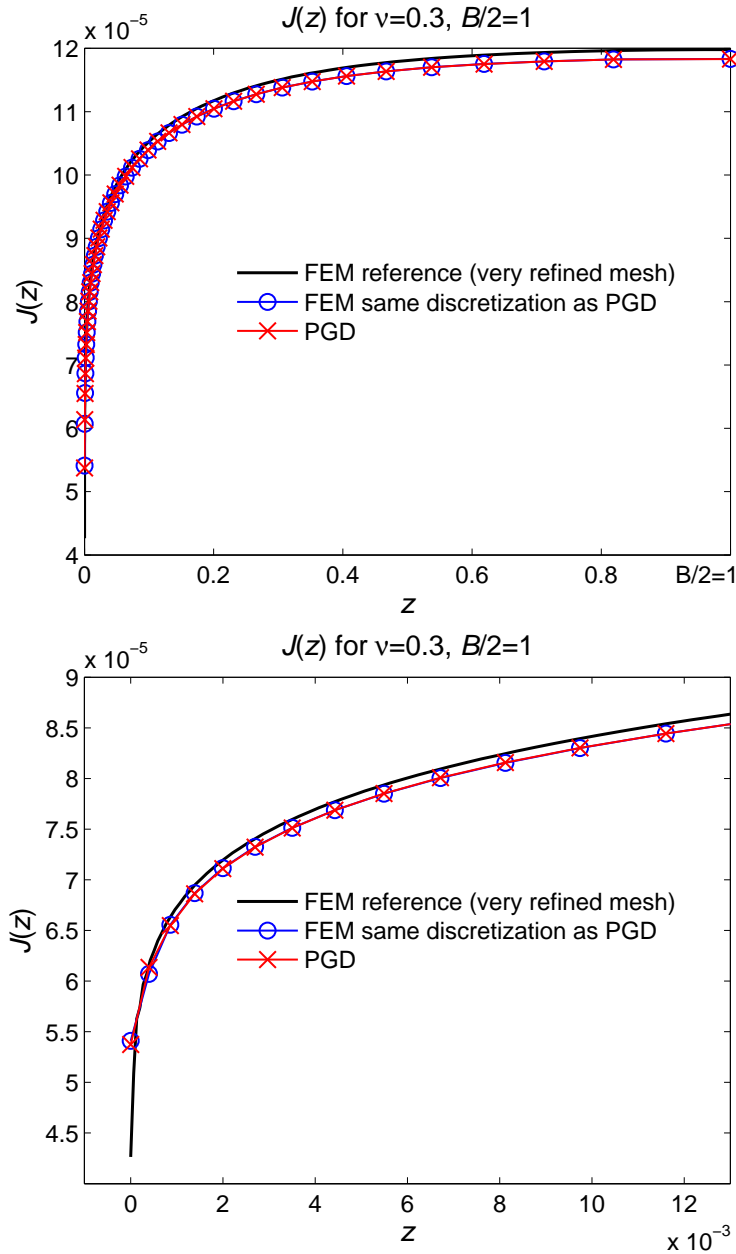 J(z) for ν=0.3, B/2=1
x 10⁻⁵
12
11
10
9
8
7
6
5
4
J(z)
FEM reference (very refined mesh)
FEM same discretization as PGD
PGD
0 0.2 0.4 0.6 0.8 B/2=1
z
J(z) for ν=0.3, B/2=1
x 10⁻⁵
9
8.5
8
7.5
7
6.5
6
5.5
5
4.5
J(z)
FEM reference (very refined mesh)
FEM same discretization as PGD
PGD
0 2 4 6 8 10 12
z
x 10⁻³